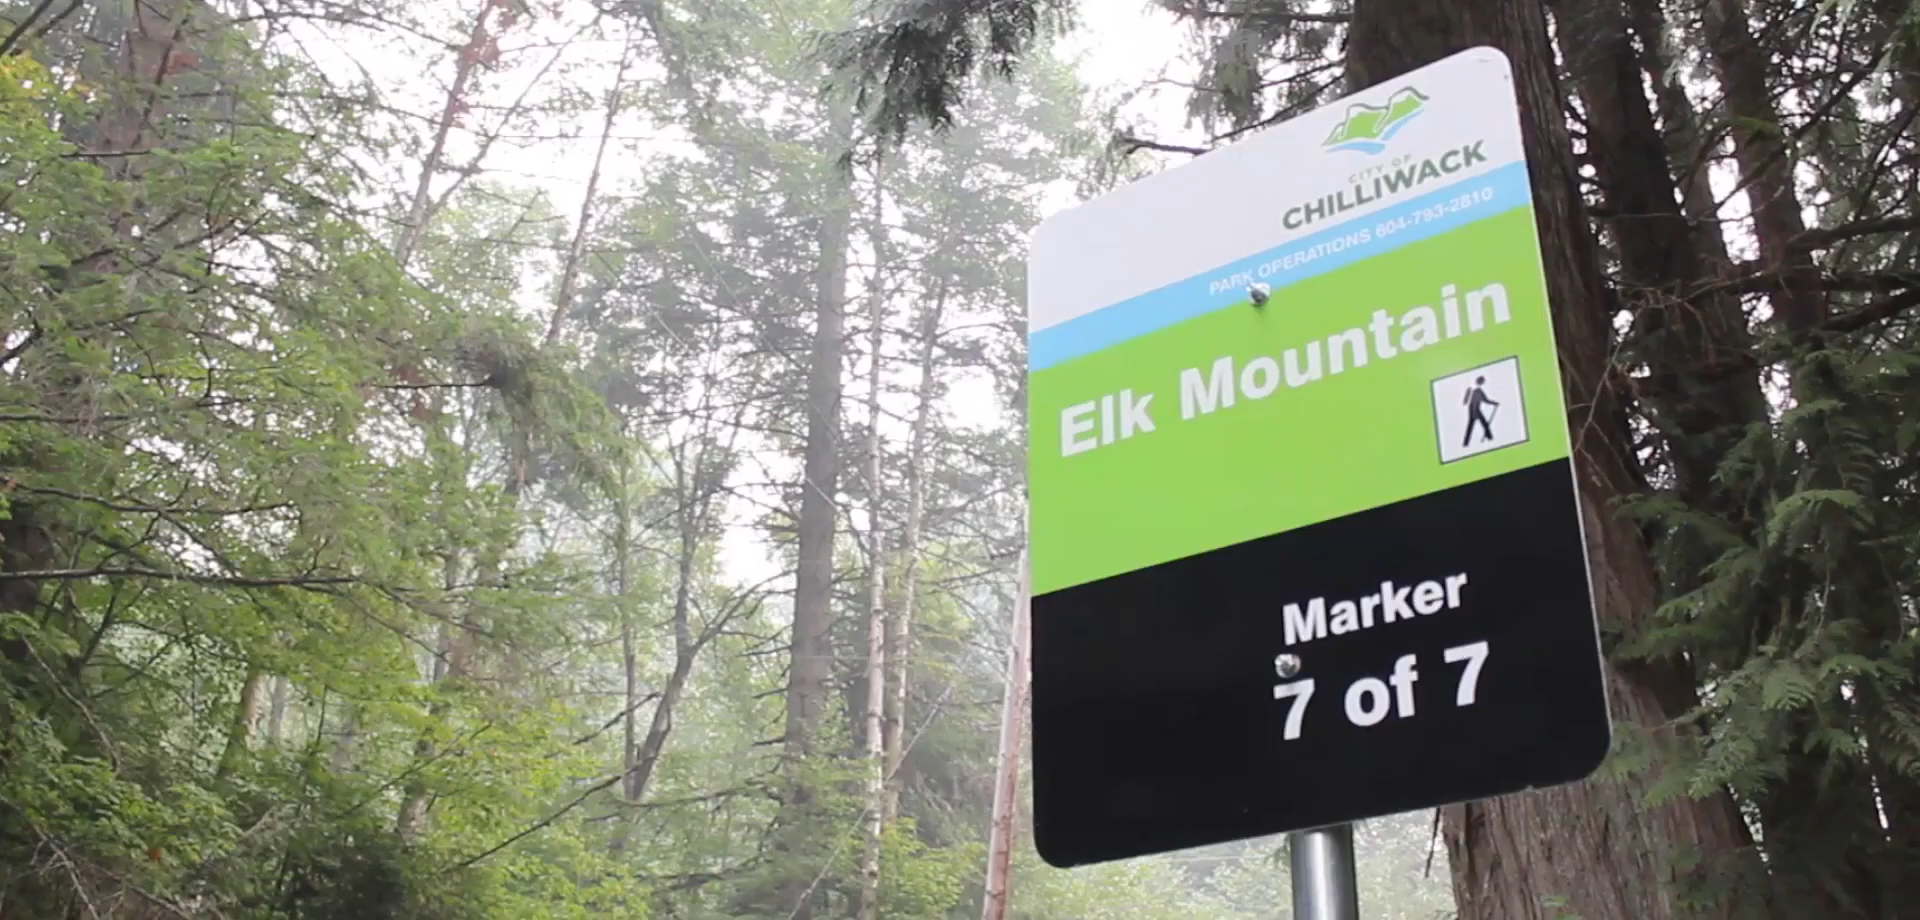 CITY OF
CHILLIWACK
PARK OPERATIONS 604-793-2810
Elk Mountain
Marker
7 of 7